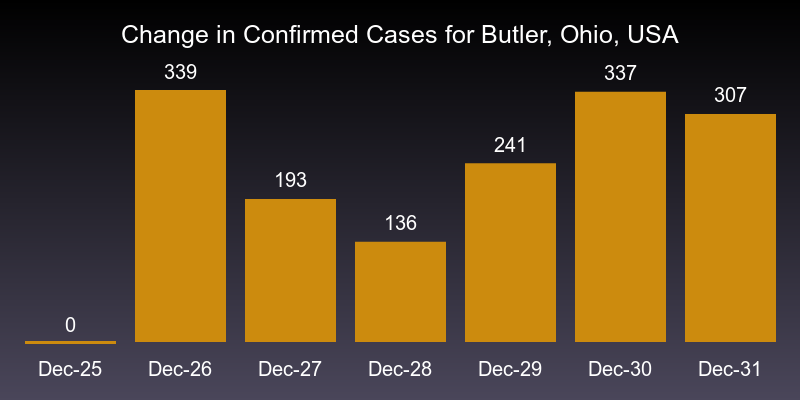 Change in Confirmed Cases for Butler, Ohio, USA
0
339
193
136
241
337
307
Dec-25
Dec-26
Dec-27
Dec-28
Dec-29
Dec-30
Dec-31